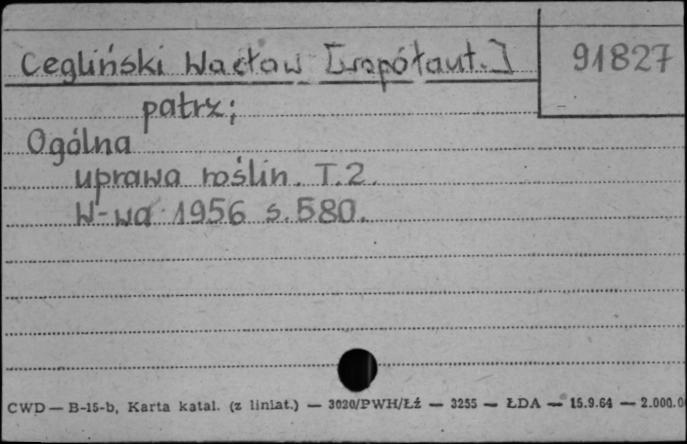 Cegliński Wacław [współaut.] 91827
patrz;
Ogólna
uprawa roślin. T.2.
W-wa 1956 s. 580.
CWD — B-15-b, Karta katal. (z liniat.) — 3020/PWH/Łź — 3255 — ŁDA — 15.9.64 — 2.000.0